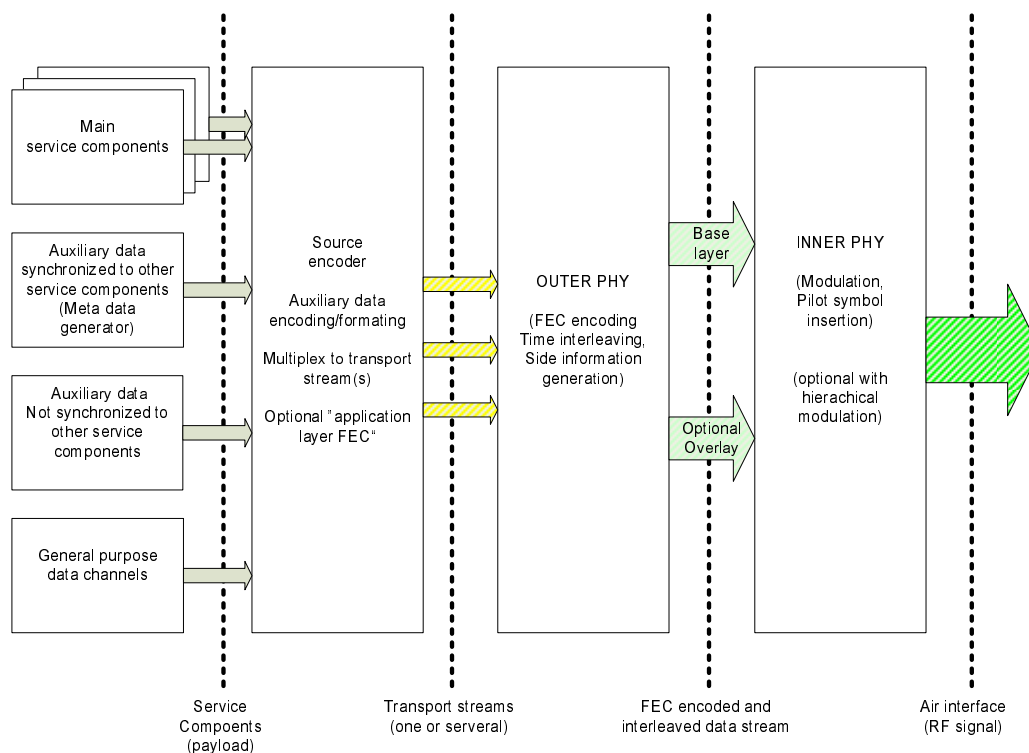 Main
service components
Auxiliary data
synchronized to other
service components
(Meta data
generator)
Auxiliary data
Not synchronized to
other service
components
General purpose
data channels
Source
encoder
Auxiliary data
encoding/formating
Multiplex to transport
stream(s)
Optional "application
layer FEC"
OUTER PHY
(FEC encoding
Time interleaving,
Side information
generation)
Base
layer
Optional
Overlay
INNER PHY
(Modulation,
Pilot symbol
insertion)
(optional with
hierachical
modulation)
Service
Compoents
(payload)
Transport streams
(one or serveral)
FEC encoded and
interleaved data stream
Air interface
(RF signal)